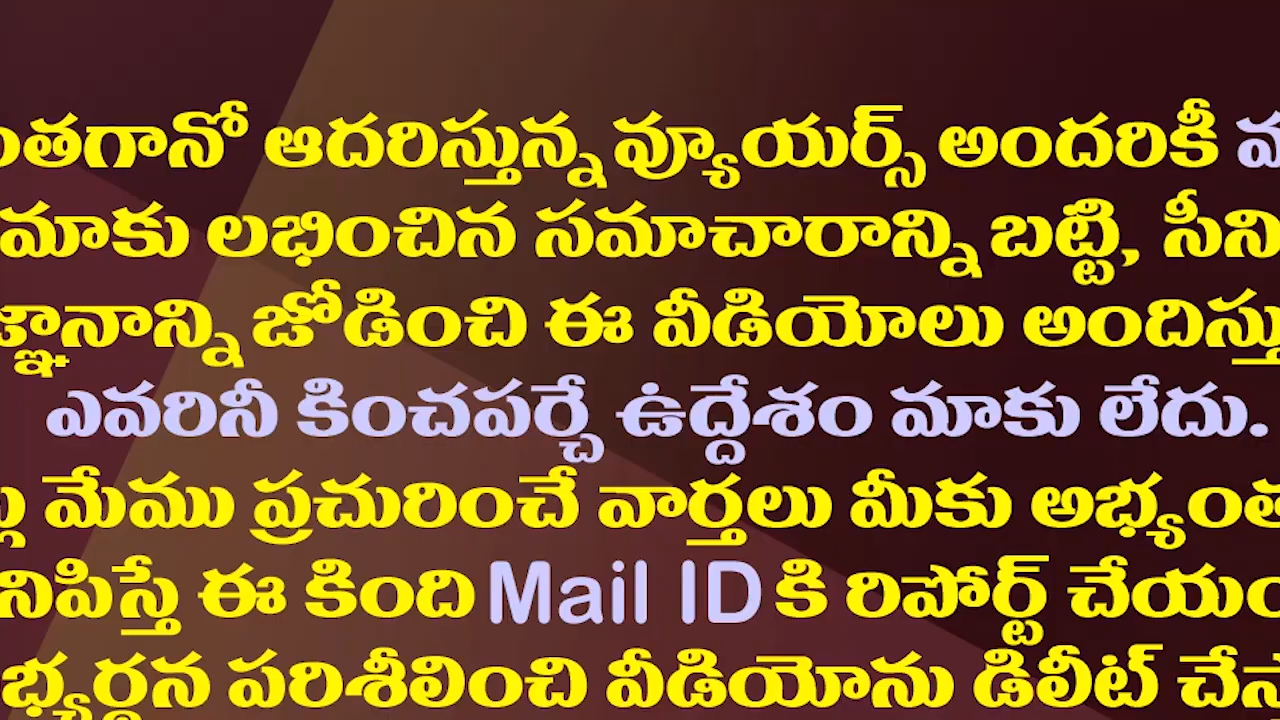 ంతగానో ఆదరిస్తున్న వ్యూయర్స్ అందరికీ
మాకు లభించిన సమాచారాన్ని బట్టి, సీని
జ్ఞానాన్ని జోడించి ఈ వీడియోలు అందిస్తు
ఎవరినీ కించపర్చే ఉద్దేశం మాకు లేదు.
మేము ప్రచురించే వార్తలు మీకు అభ్యంత
నిపిస్తే ఈ కింది Mail ID కి రిపోర్ట్ చేయం
భ్యర్థన పరిశీలించి వీడియోను డిలీట్ చేస